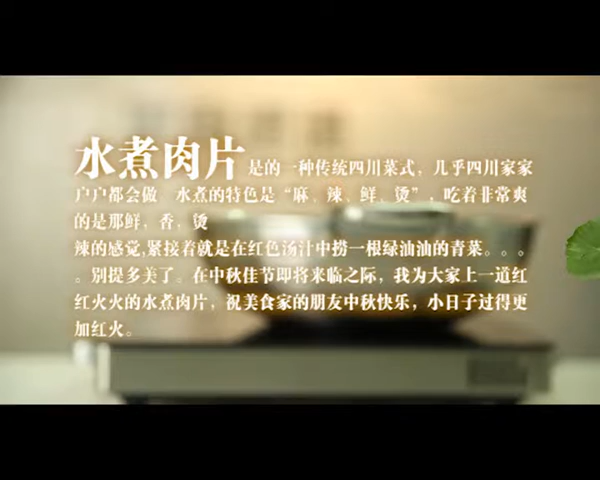 水煮肉片 是的一种传统四川菜式，几乎四川家家
户户都会做 水煮的特色是“麻、辣、鲜、烫”，吃着非常爽
的是那鲜，香，烫
辣的感觉,紧接着就是在红色汤汁中捞一根绿油油的青菜。。。
。别提多美了。在中秋佳节即将来临之际，我为大家上一道红
红火火的水煮肉片，祝美食家的朋友中秋快乐，小日子过得更
加红火。